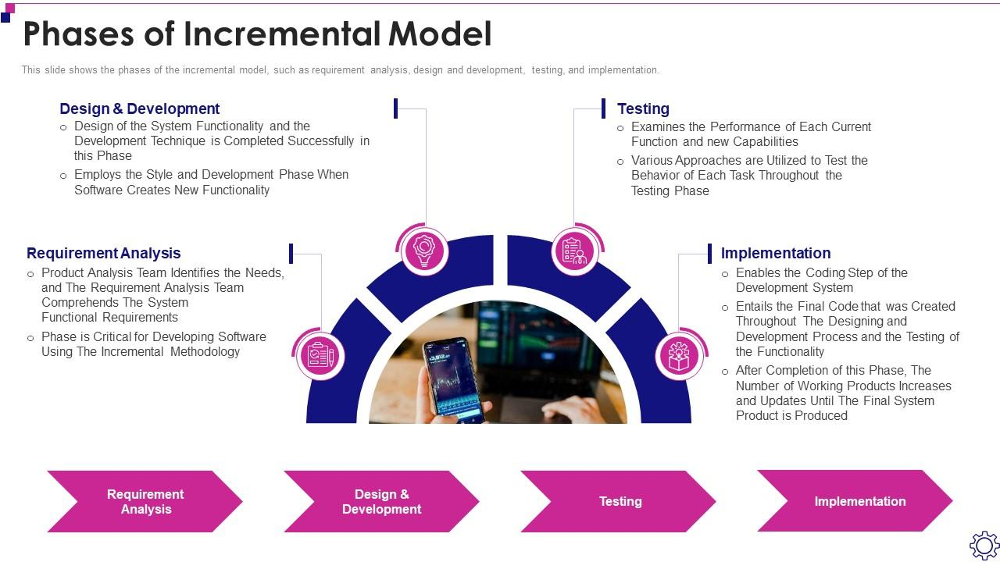 Phases of Incremental Model
This slide shows the phases of the incremental model, such as requirement analysis, design and development, testing, and implementation.
Design & Development
o Design of the System Functionality and the
Development Technique is Completed Successfully in
this Phase
o Employs the Style and Development Phase When
Software Creates New Functionality
Testing
o Examines the Performance of Each Current
Function and new Capabilities
o Various Approaches are Utilized to Test the
Behavior of Each Task Throughout the
Testing Phase
Requirement Analysis
o Product Analysis Team Identifies the Needs,
and The Requirement Analysis Team
Comprehends The System
Functional Requirements
o Phase is Critical for Developing Software
Using The Incremental Methodology
Implementation
o Enables the Coding Step of the
Development System
o Entails the Final Code that was Created
Throughout The Designing and
Development Process and the Testing of
the Functionality
o After Completion of this Phase, The
Number of Working Products Increases
and Updates Until The Final System
Product is Produced
Requirement
Analysis
Design &
Development
Testing
Implementation